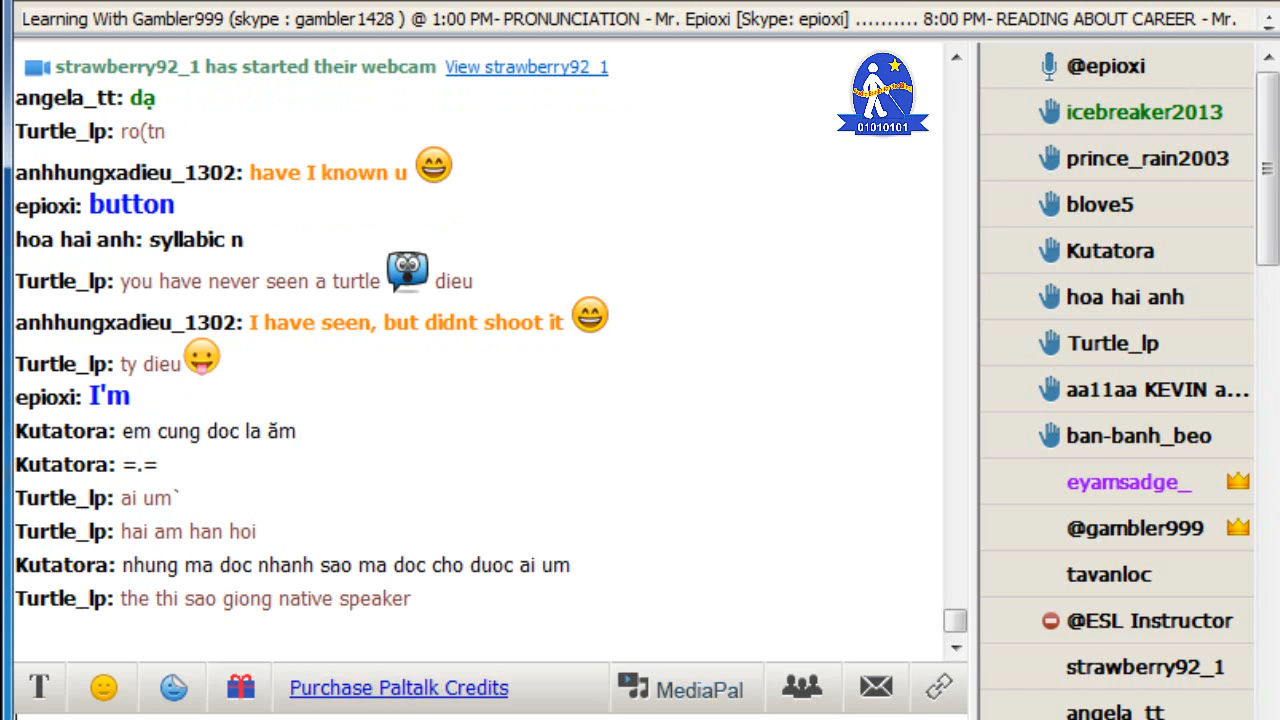 Learning With Gambler999 (skype : gambler1428 ) @ 1:00 PM- PRONUNCIATION - Mr. Epioxi [Skype: epioxi] .......... 8:00 PM- READING ABOUT CAREER - Mr.
strawberry92_1 has started their webcam View strawberry92_1
angela_tt: dạ
Turtle_lp: ro(tn
anhhungxadieu_1302: have I known u
epioxi: button
hoa hai anh: syllabic n
Turtle_lp: you have never seen a turtle dieu
anhhungxadieu_1302: I have seen, but didnt shoot it
Turtle_lp: ty dieu
epioxi: I'm
Kutatora: em cung doc la ăm
Kutatora: =.=
Turtle_lp: ai um`
Turtle_lp: hai am han hoi
Kutatora: nhung ma doc nhanh sao ma doc cho duoc ai um
Turtle_lp: the thi sao giong native speaker
01010101
@epioxi
icebreaker2013
prince_rain2003
blove5
Kutatora
hoa hai anh
Turtle_lp
aa11aa KEVIN a...
ban-banh_beo
eyamsadge_
@gambler999
tavanloc
@ESL Instructor
strawberry92_1
angela_tt
T
Purchase Paltalk Credits
MediaPal